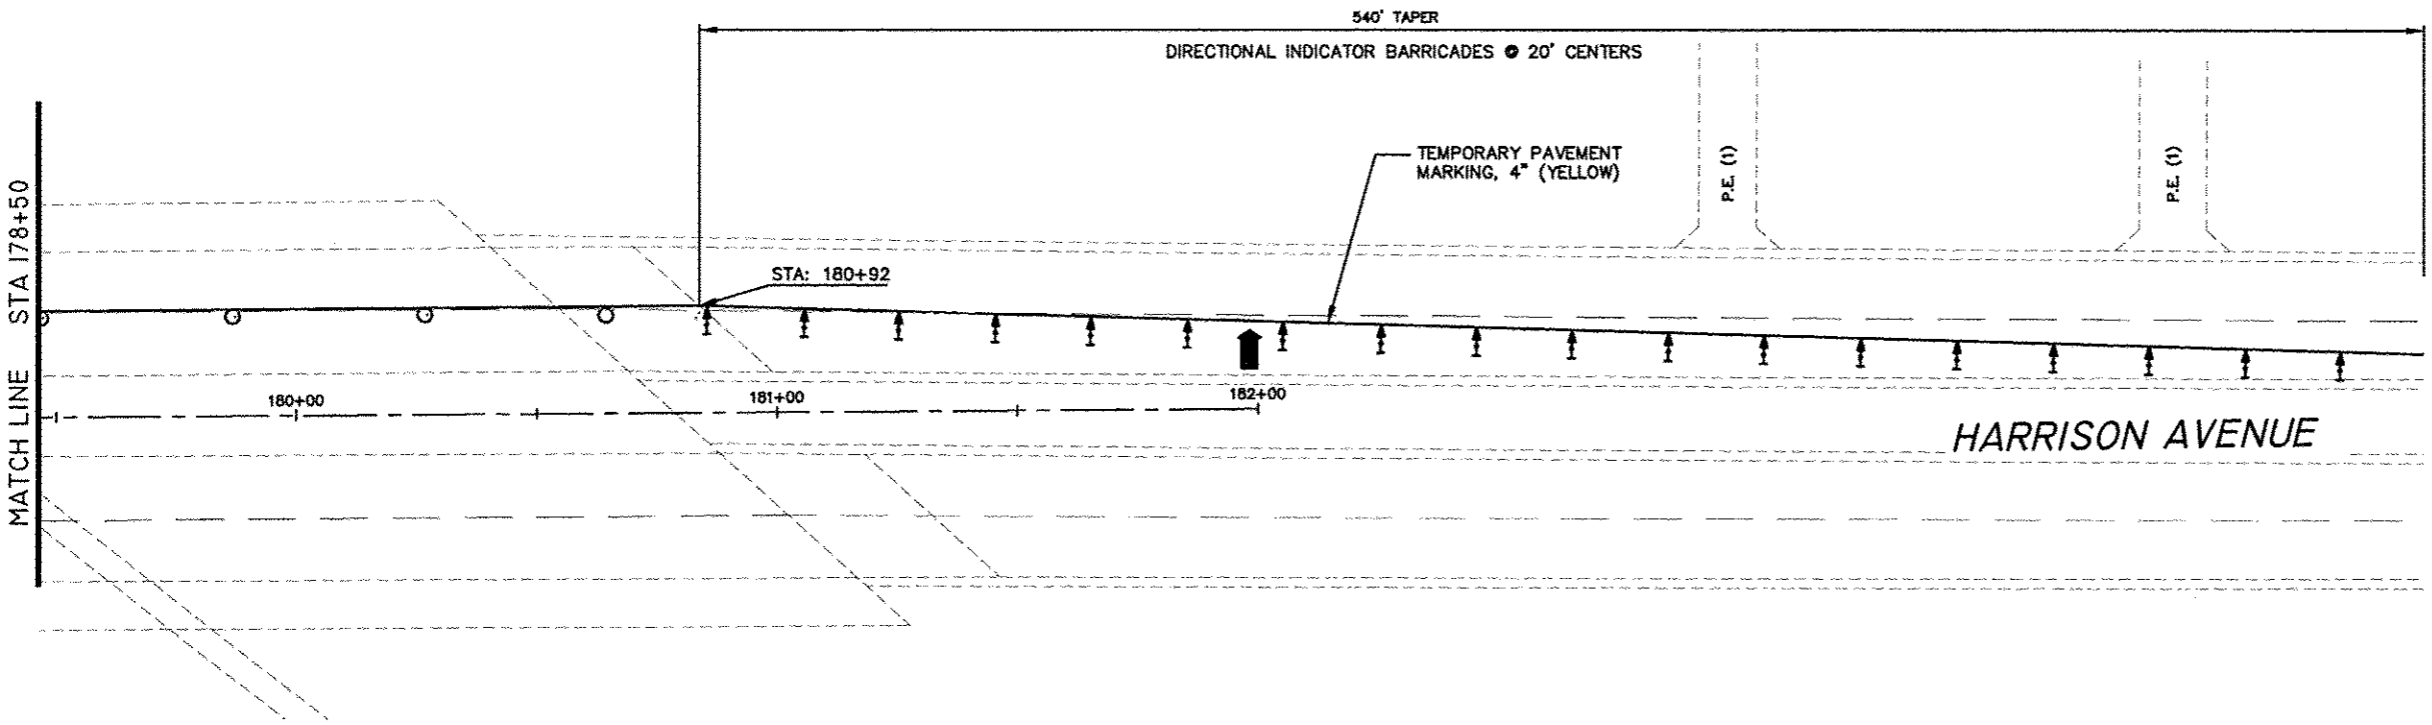 540' TAPER
DIRECTIONAL INDICATOR BARRICADES @ 20' CENTERS
TEMPORARY PAVEMENT
MARKING, 4" (YELLOW)
P.E. (1)
P.E. (1)
MATCH LINE STA 178+50
STA: 180+92
180+00
181+00
182+00
HARRISON AVENUE